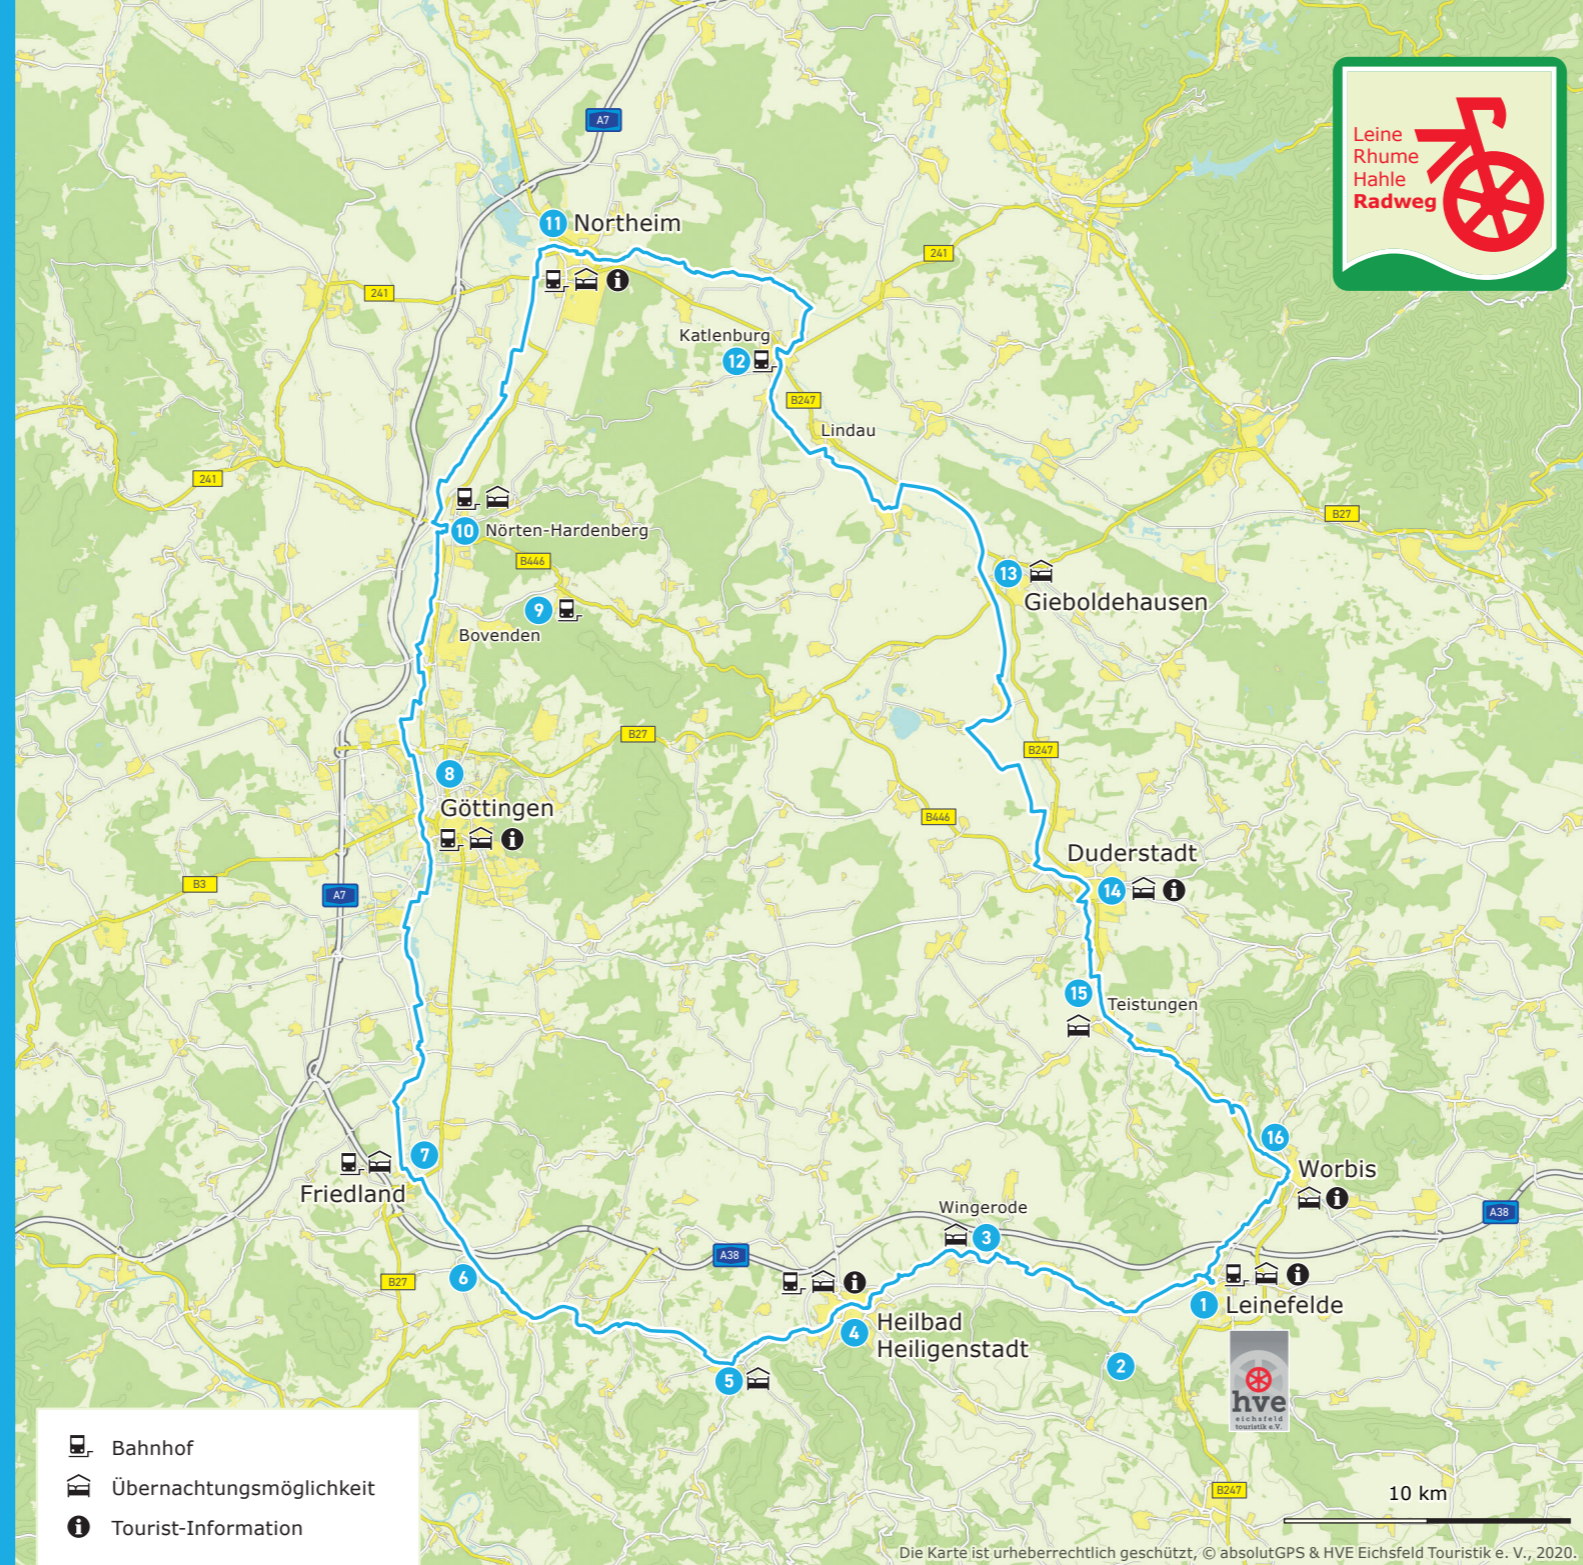 A7
Leine
Rhume
Hahle
Radweg
11 Northeim
241
241
Katlenburg
12
B247
Lindau
241
10 Nörten-Hardenberg
B27
B446
13
Gieboldehausen
9
Bovenden
B27
B247
8
Göttingen
B446
Duderstadt
14
B3
A7
15
Teistungen
16
7
Worbis
Friedland
Wingerode
3
A38
A38
6
B27
1 Leinefelde
4 Heilbad
Heiligenstadt
2
5
hve
eichsfeld
touristik e.V.
Bahnhof
Übernachtungsmöglichkeit
Tourist-Information
B247
10 km
Die Karte ist urheberrechtlich geschützt, © absolutGPS & HVE Eichsfeld Touristik e. V., 2020.